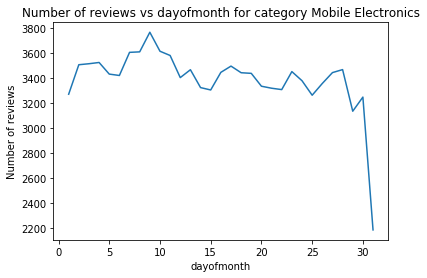 Number of reviews vs dayofmonth for category Mobile Electronics
3800
3600
3400
3200
3000
2800
2600
2400
2200
Number of reviews
0 5 10 15 20 25 30
dayofmonth